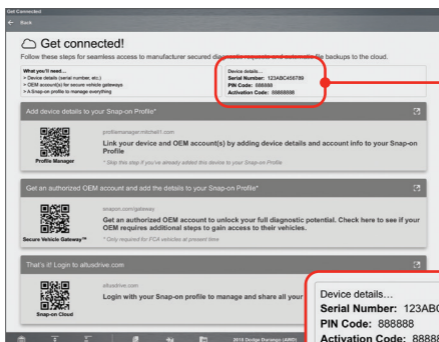 Get Connected
Back
Get connected!
Follow these steps for seamless access to manufacturer secured diagnostic requests and automatic file backups to the cloud.
What you'll need...
> Device details (serial number, etc.)
> OEM account(s) for secure vehicle gateways
> A Snap-on profile to manage everything
Device details...
Serial Number: 123ABC456789
PIN Code: 888888
Activation Code: 88888888
Add device details to your Snap-on Profile*
profilemanager.mitchell1.com
Link your device and OEM account(s) by adding device details and account info to your Snap-on
Profile
Profile Manager
* Skip this step if you've already added this device to your Snap-on Profile
Get an authorized OEM account and add the details to your Snap-on Profile*
snapon.com/gateway
Get an authorized OEM account to unlock your full diagnostic potential. Check here to see if your
OEM requires additional steps to gain access to their vehicles.
Secure Vehicle Gateway™
* Only required for FCA vehicles at present time
That's it! Login to altusdrive.com
altusdrive.com
Login with your Snap-on profile to manage and share all your
Snap-on Cloud
Device details...
Serial Number: 123ABC
PIN Code: 888888
Activation Code: 88888
2018 Dodge Durango (AWD)